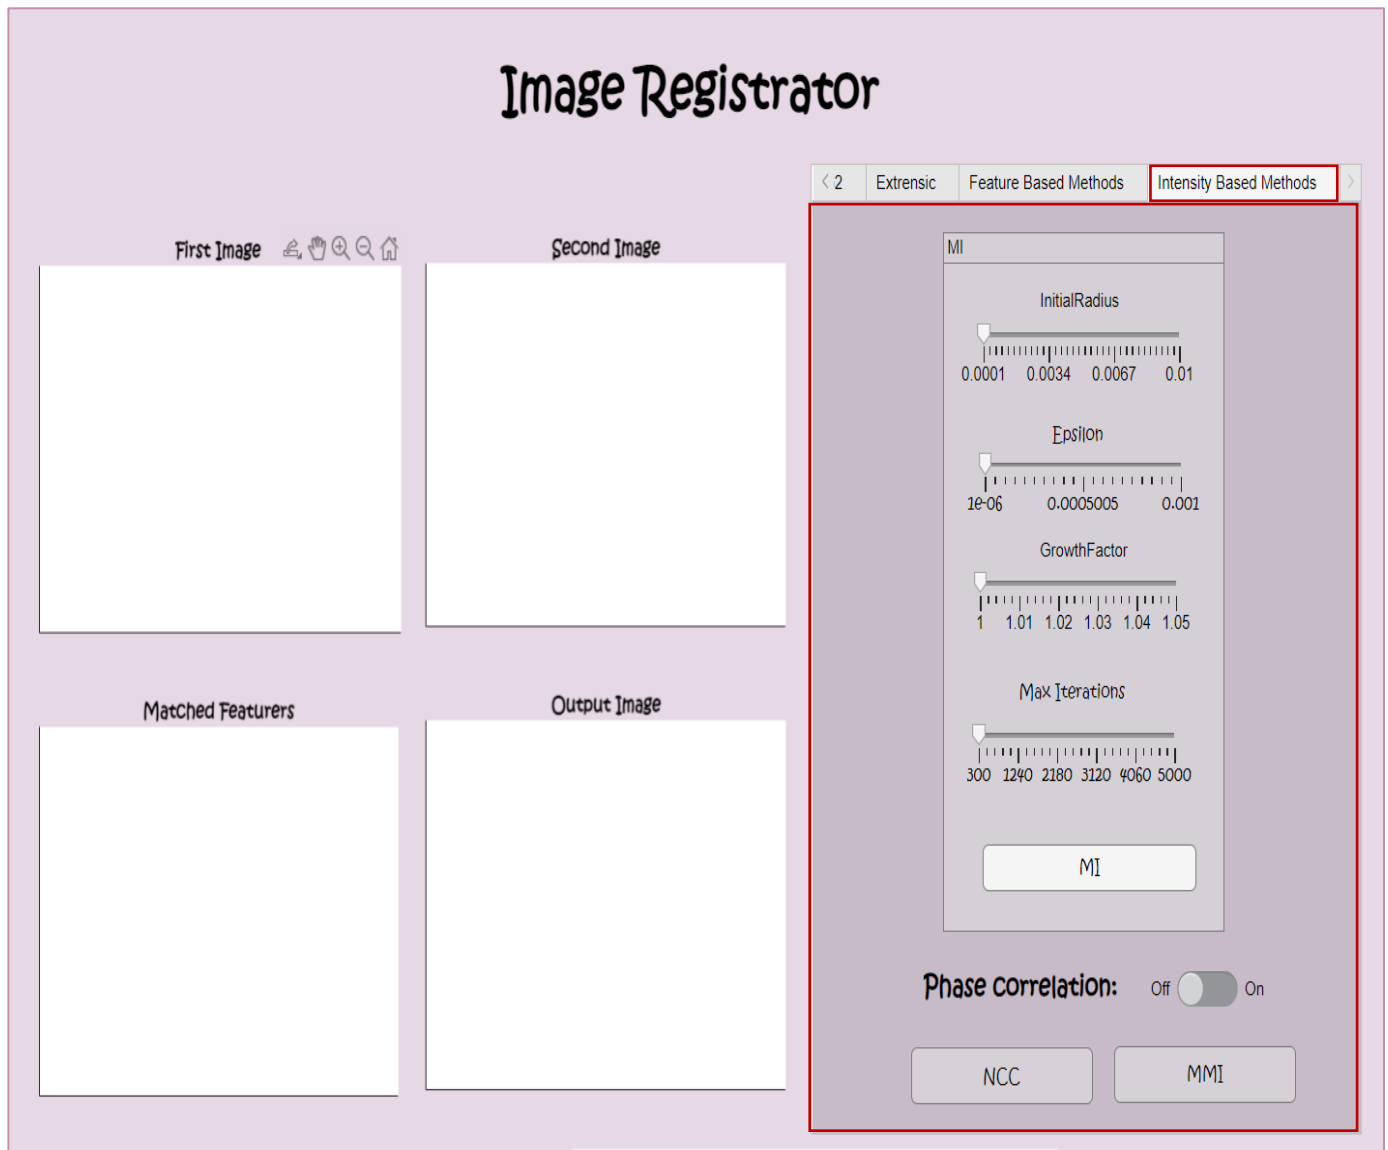 Image Registrator
2 Extrensic Feature Based Methods Intensity Based Methods
First Image
Second Image
Matched Featurers
Output Image
MI
InitialRadius
0.0001 0.0034 0.0067 0.01
Epsilon
1e-06 0.0005005 0.001
GrowthFactor
1 1.01 1.02 1.03 1.04 1.05
Max Iterations
300 1240 2180 3120 4060 5000
MI
Phase correlation: Off On
NCC MMI